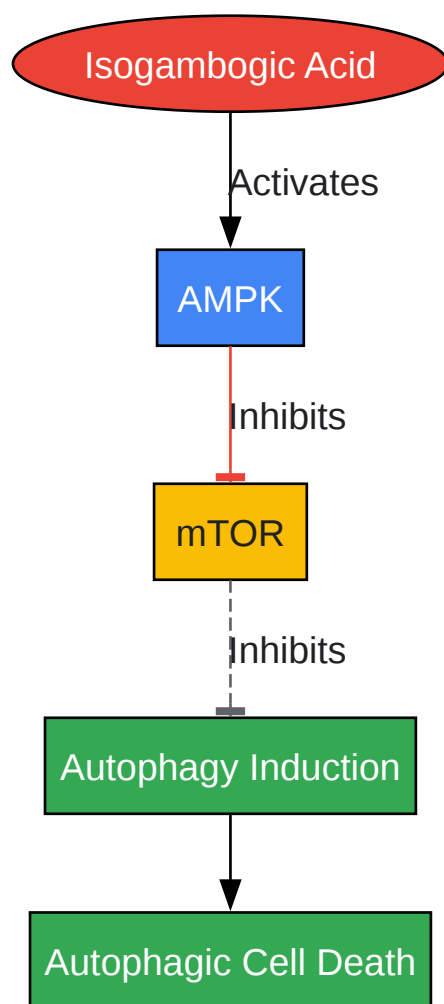 Isogambogic Acid
Activates
AMPK
Inhibits
mTOR
Inhibits
Autophagy Induction
Autophagic Cell Death